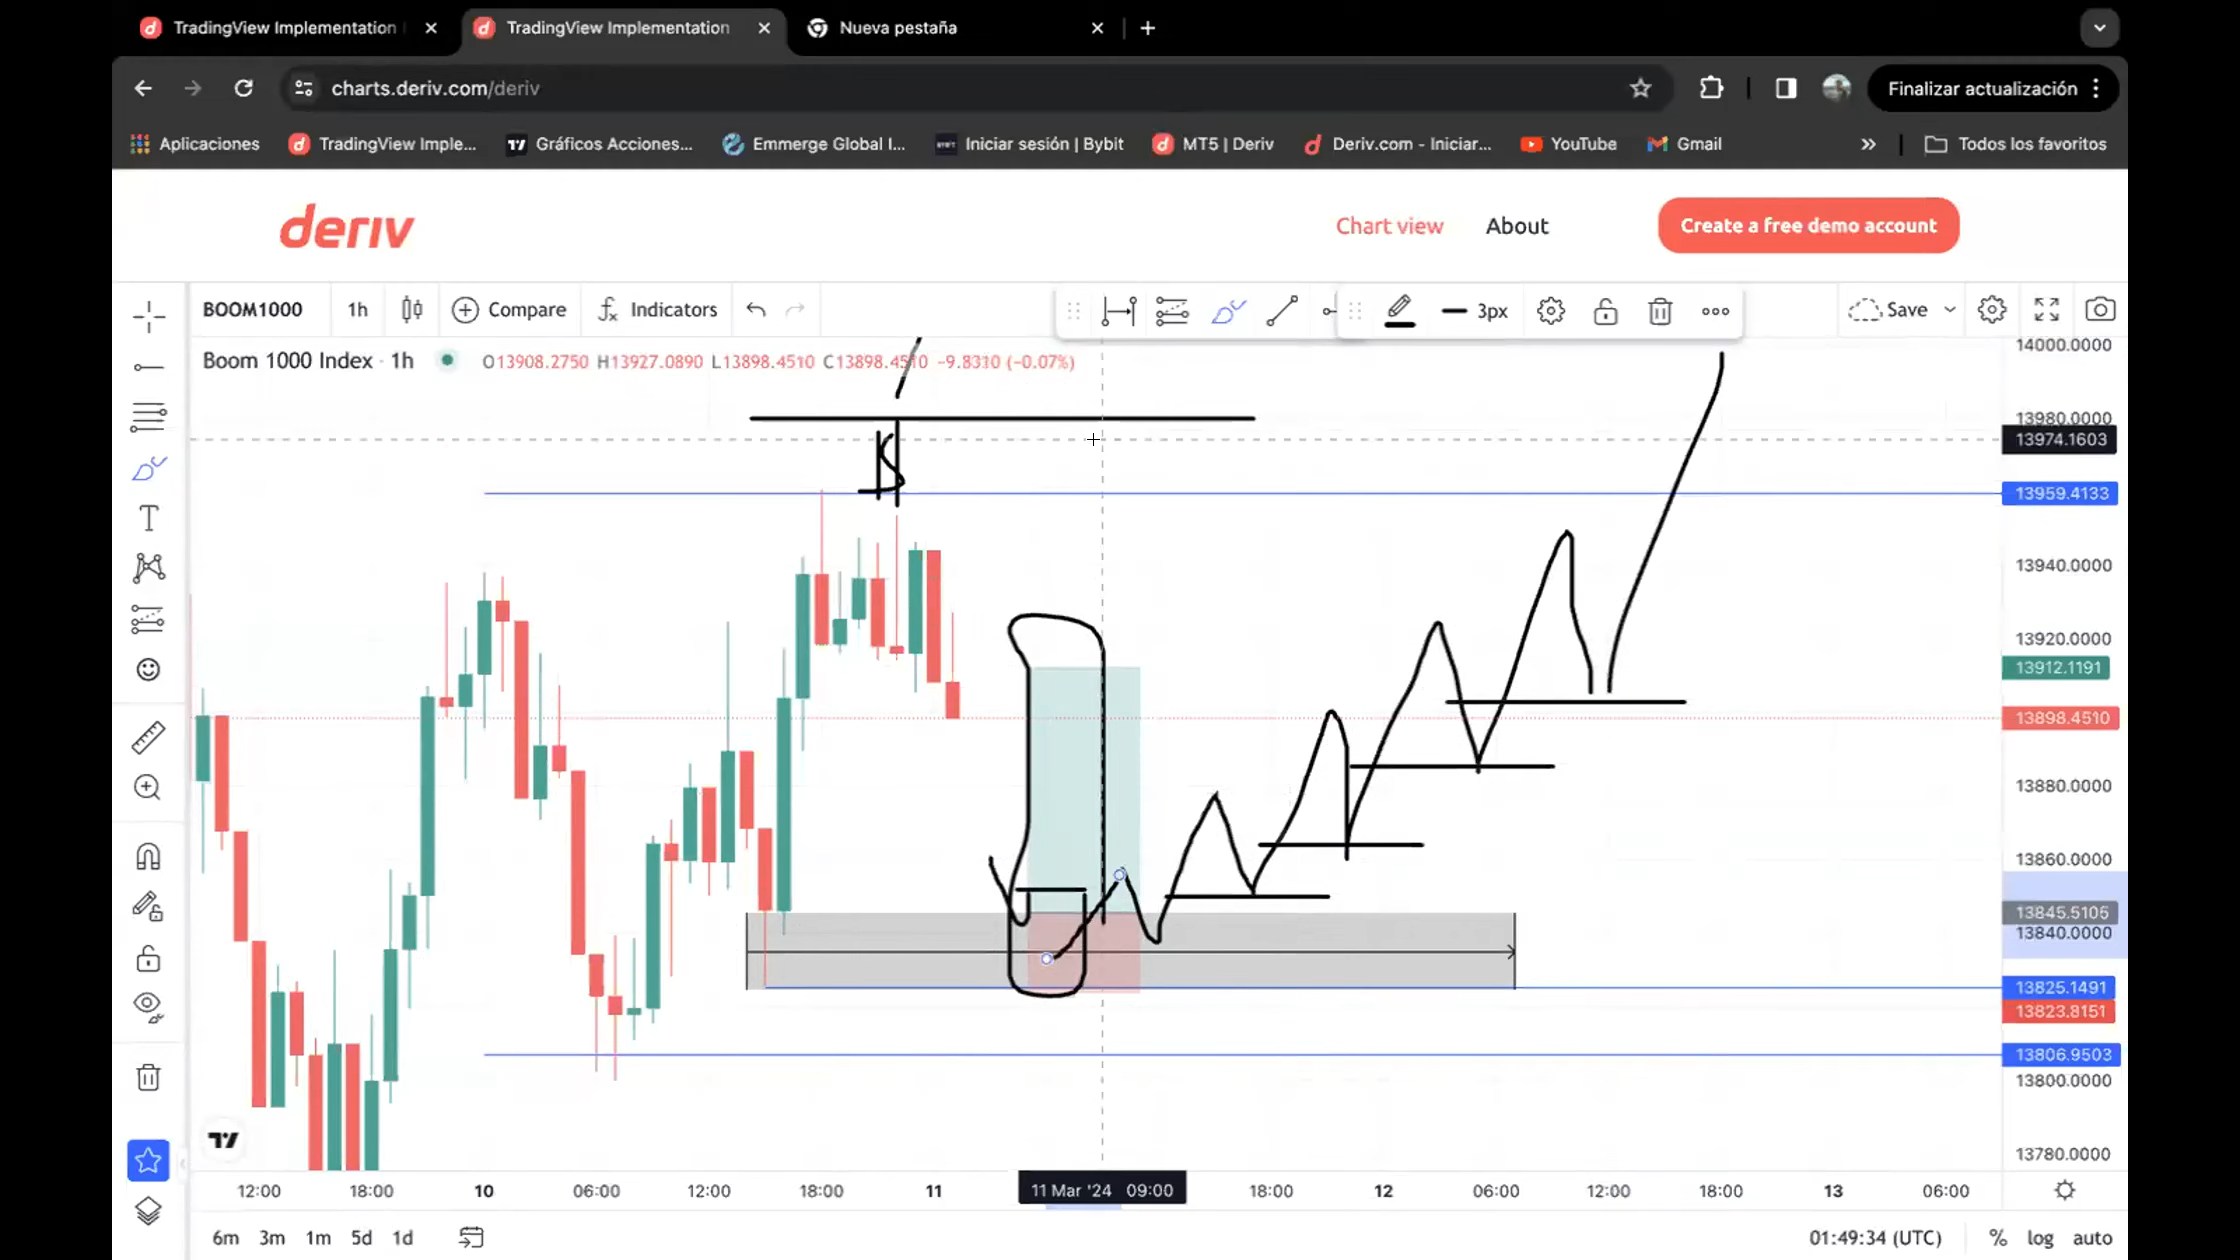 TradingView Implementation
TradingView Implementation
Nueva pestaña
charts.deriv.com/deriv
Finalizar actualización
Aplicaciones
TradingView Imple...
Gráficos Acciones...
Emmerge Global I...
Iniciar sesión | Bybit
MT5 | Deriv
Deriv.com - Iniciar...
YouTube
Gmail
»
Todos los favoritos
deriv
Chart view
About
Create a free demo account
BOOM1000
1h
Compare
Indicators
3px
Save
Boom 1000 Index · 1h
O13908.2750 H13927.0890 L13898.4510 C13898.4510 -9.8310 (-0.07%)
14000.0000
13980.0000
13974.1603
13959.4133
13940.0000
13920.0000
13912.1191
13898.4510
13880.0000
13860.0000
13845.5105
13840.0000
13825.1491
13823.8151
13806.9503
13800.0000
13780.0000
12:00 18:00 10 06:00 12:00 18:00 11 11 Mar '24 09:00 18:00 12 06:00 12:00 18:00 13 06:00
6m 3m 1m 5d 1d
01:49:34 (UTC) % log auto